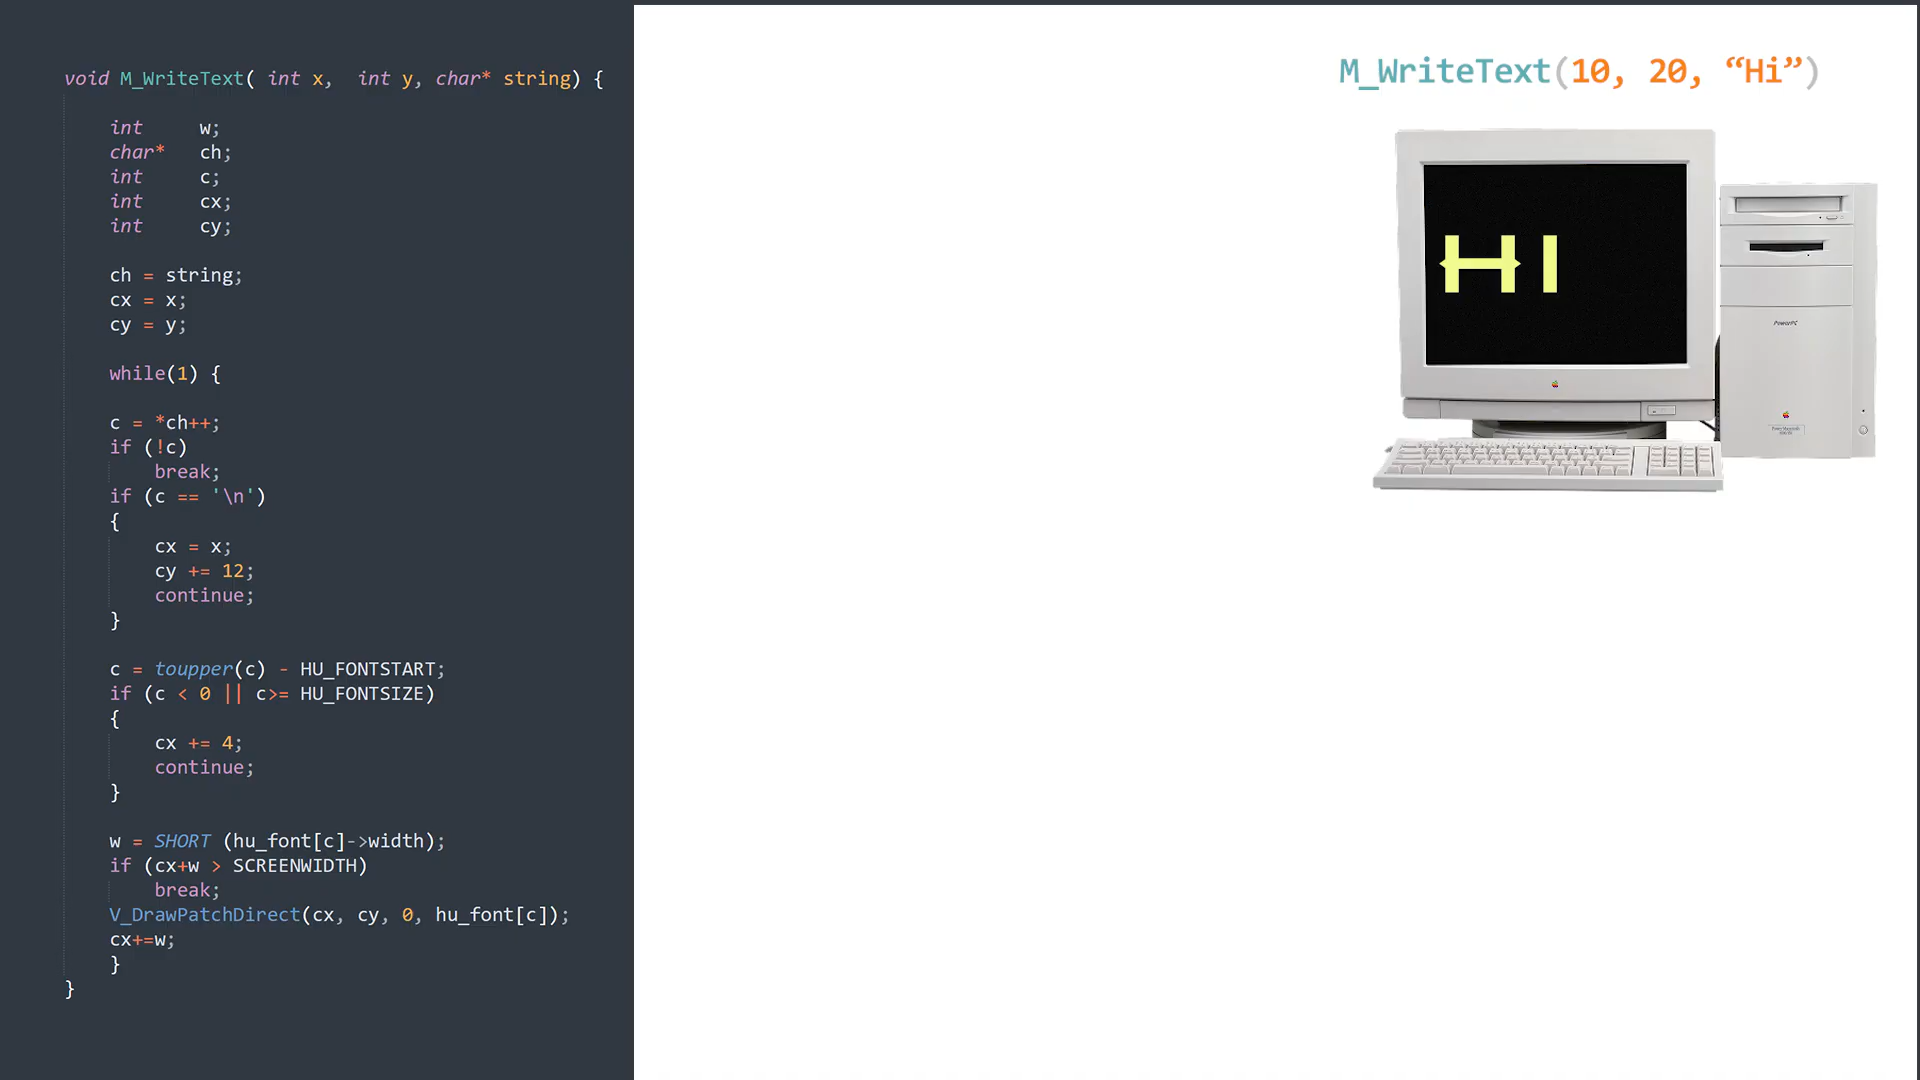 void M_WriteText( int x,  int y, char* string) {
int w;
char* ch;
int c;
int cx;
int cy;
ch = string;
cx = x;
cy = y;
while(1) {
c = *ch++;
if (!c)
break;
if (c == '\n')
{
cx = x;
cy += 12;
continue;
}
c = toupper(c) - HU_FONTSTART;
if (c < 0 || c>= HU_FONTSIZE)
{
cx += 4;
continue;
}
w = SHORT (hu_font[c]->width);
if (cx+w > SCREENWIDTH)
break;
V_DrawPatchDirect(cx, cy, 0, hu_font[c]);
cx+=w;
}
}
M_WriteText(10, 20, “Hi”)
HI
PowerPC